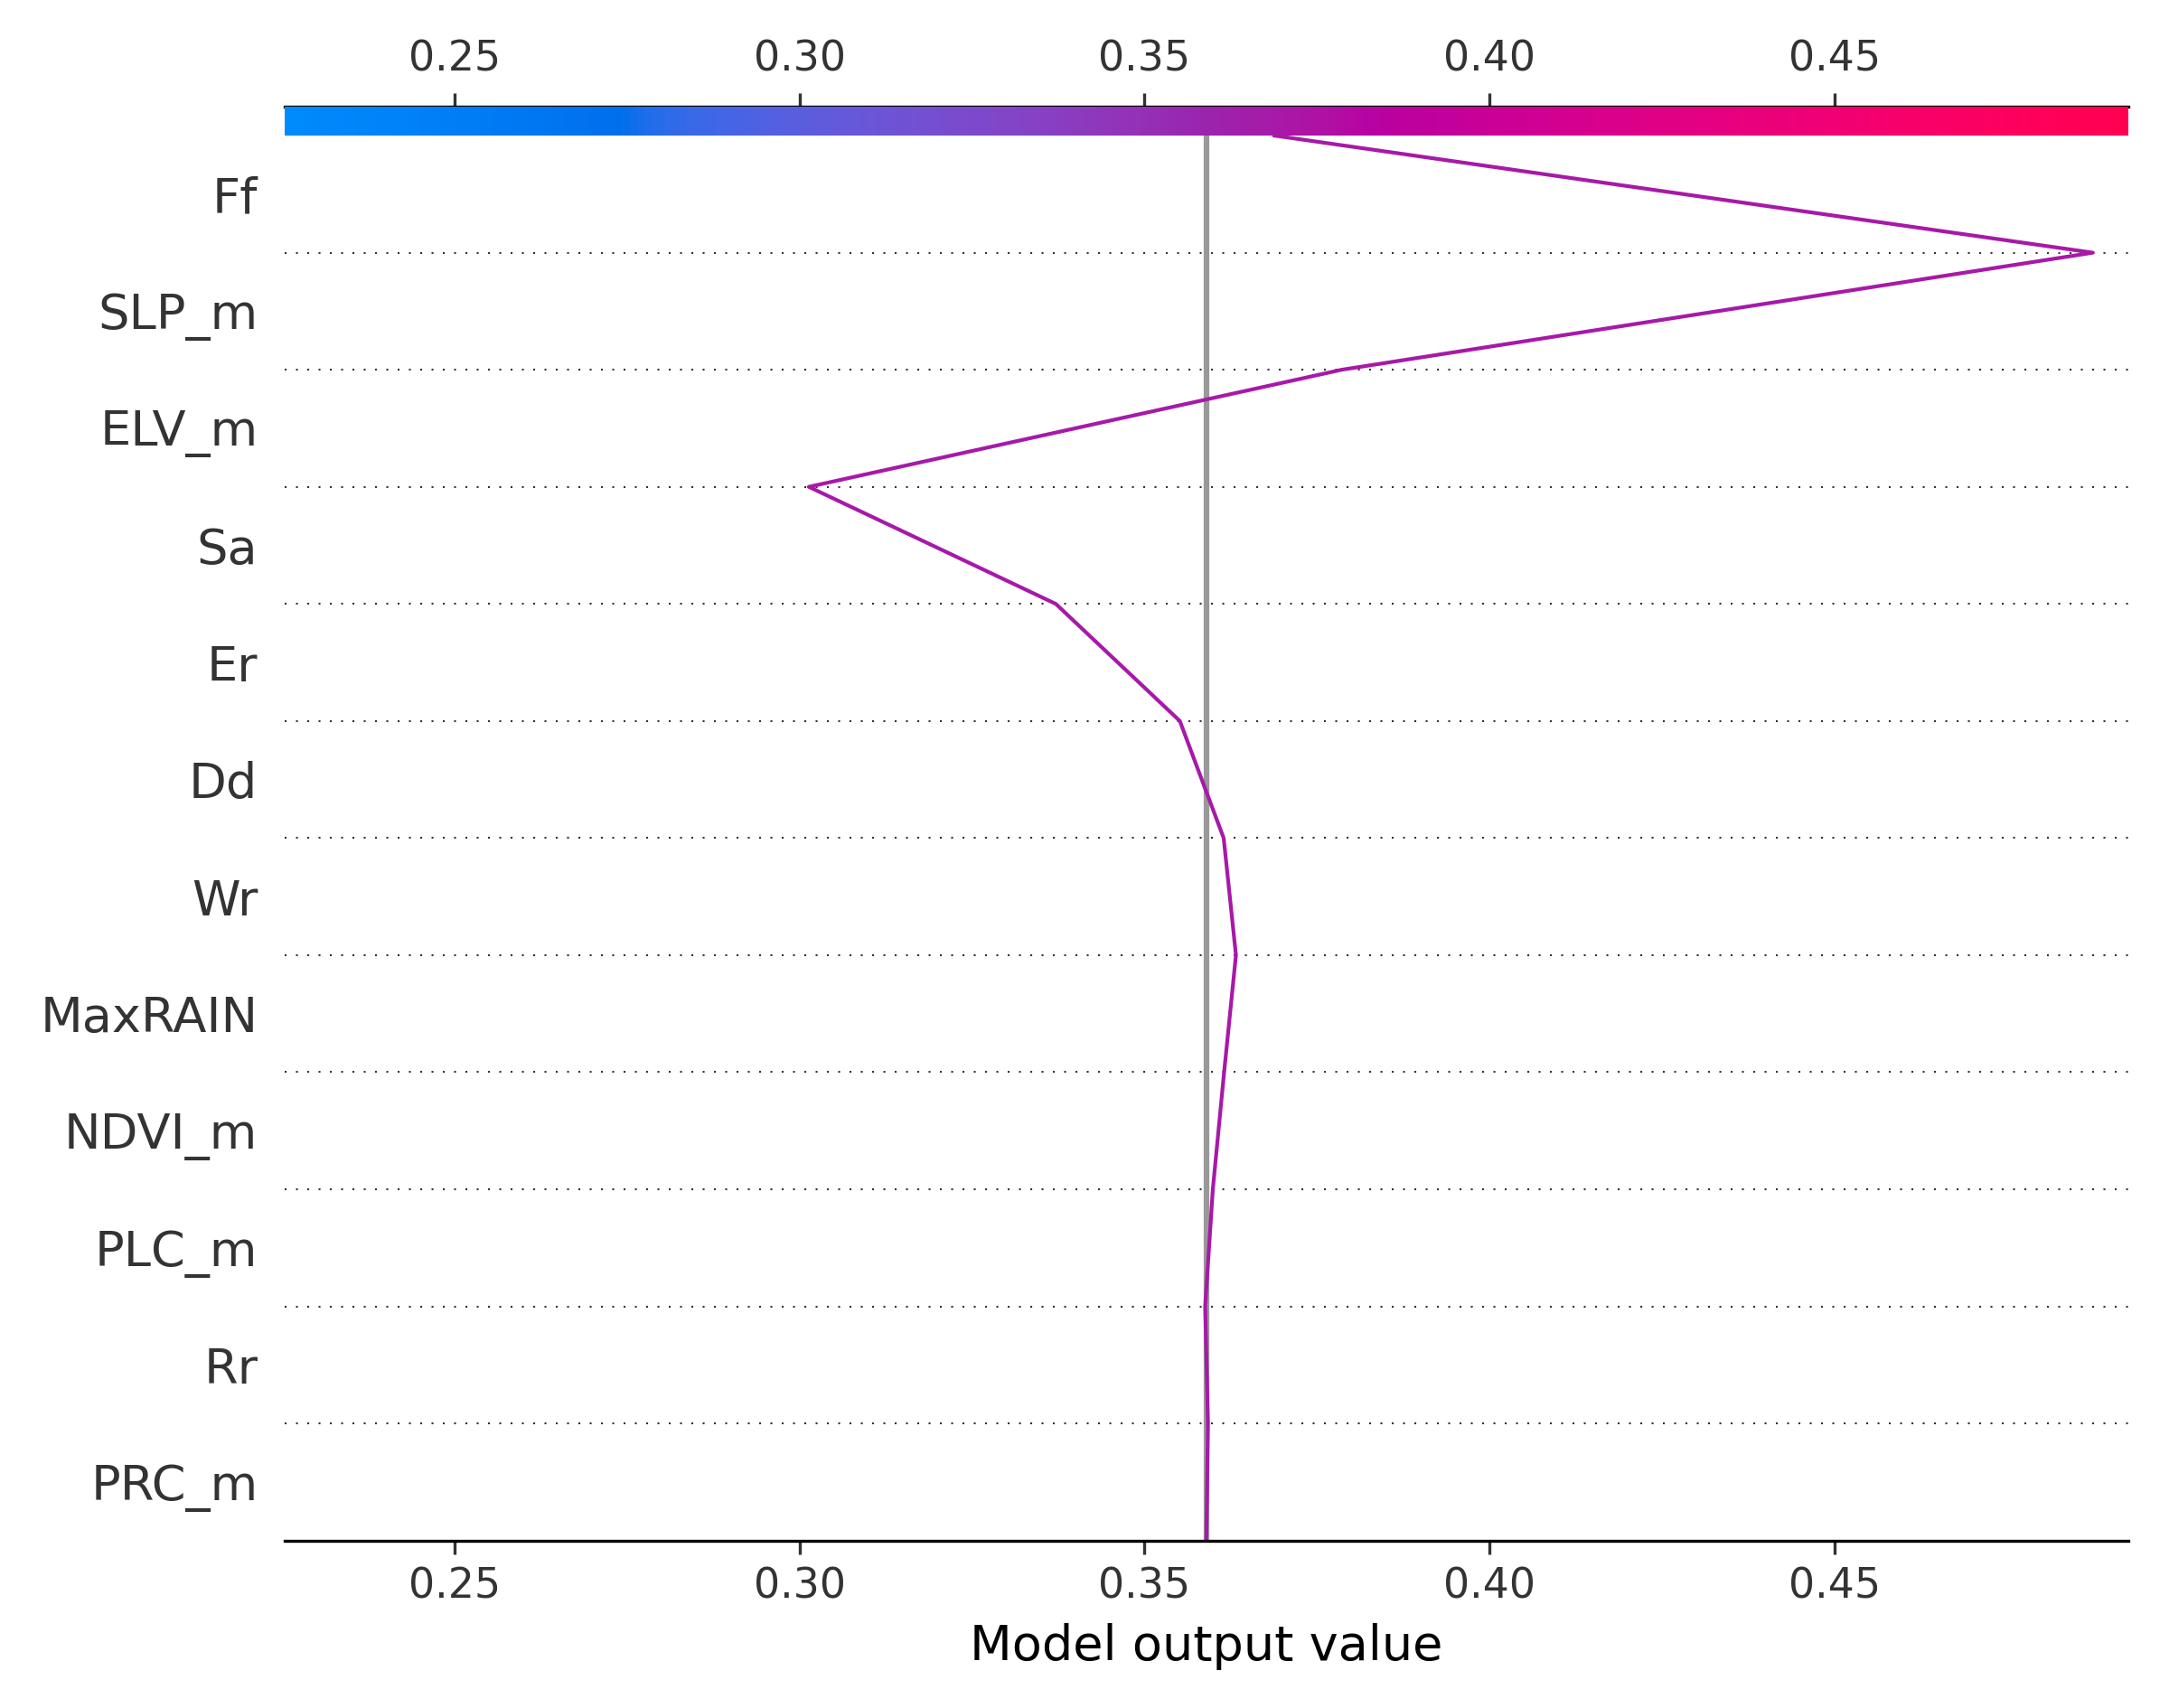 0.25 0.30 0.35 0.40 0.45
Ff
SLP_m
ELV_m
Sa
Er
Dd
Wr
MaxRAIN
NDVI_m
PLC_m
Rr
PRC_m
0.25 0.30 0.35 0.40 0.45
Model output value